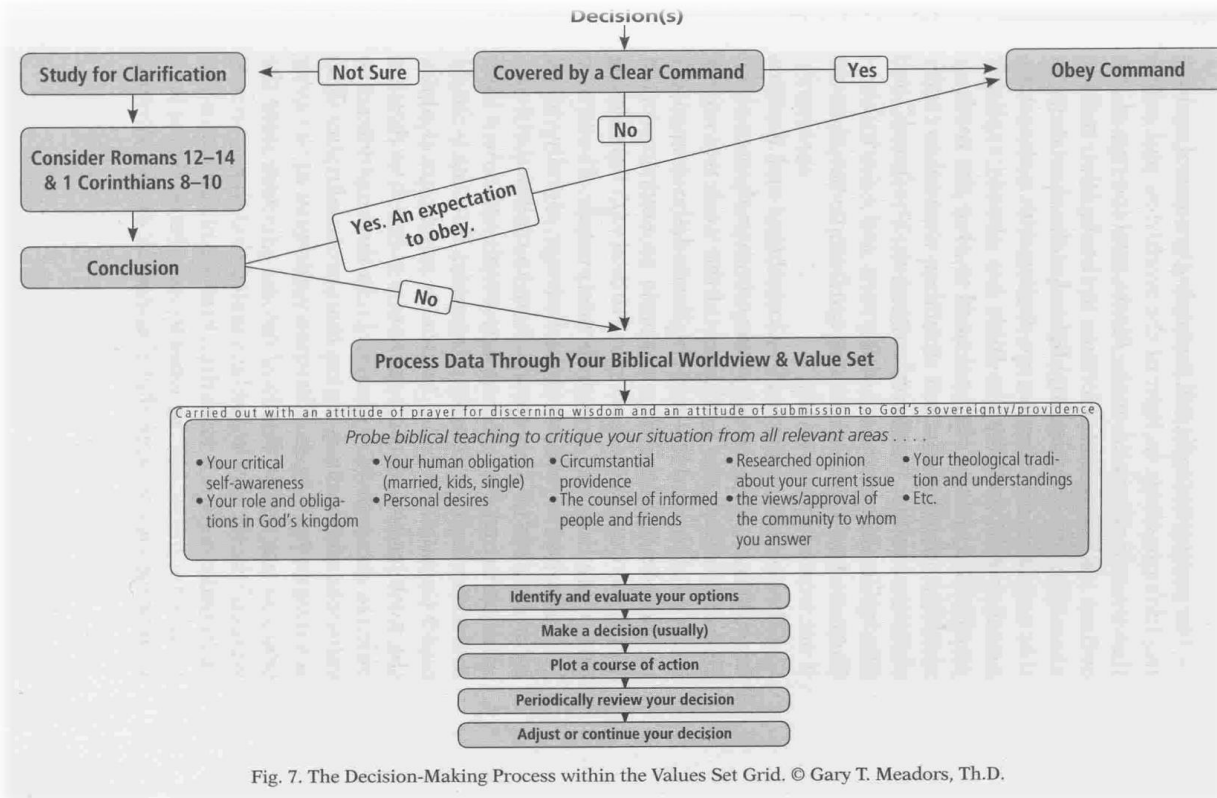 Decision(s)
Study for Clarification
Not Sure
Covered by a Clear Command
Yes
Obey Command
No
Consider Romans 12–14
& 1 Corinthians 8–10
Yes. An expectation
to obey.
Conclusion
No
Process Data Through Your Biblical Worldview & Value Set
Carried out with an attitude of prayer for discerning wisdom and an attitude of submission to God's sovereignty/providence
Probe biblical teaching to critique your situation from all relevant areas . . . .
• Your critical
self-awareness
• Your role and obliga-
tions in God's kingdom
• Your human obligation
(married, kids, single)
• Personal desires
• Circumstantial
providence
• The counsel of informed
people and friends
• Researched opinion
about your current issue
• the views/approval of
the community to whom
you answer
• Your theological tradi-
tion and understandings
• Etc.
Identify and evaluate your options
Make a decision (usually)
Plot a course of action
Periodically review your decision
Adjust or continue your decision
Fig. 7. The Decision-Making Process within the Values Set Grid. © Gary T. Meadors, Th.D.